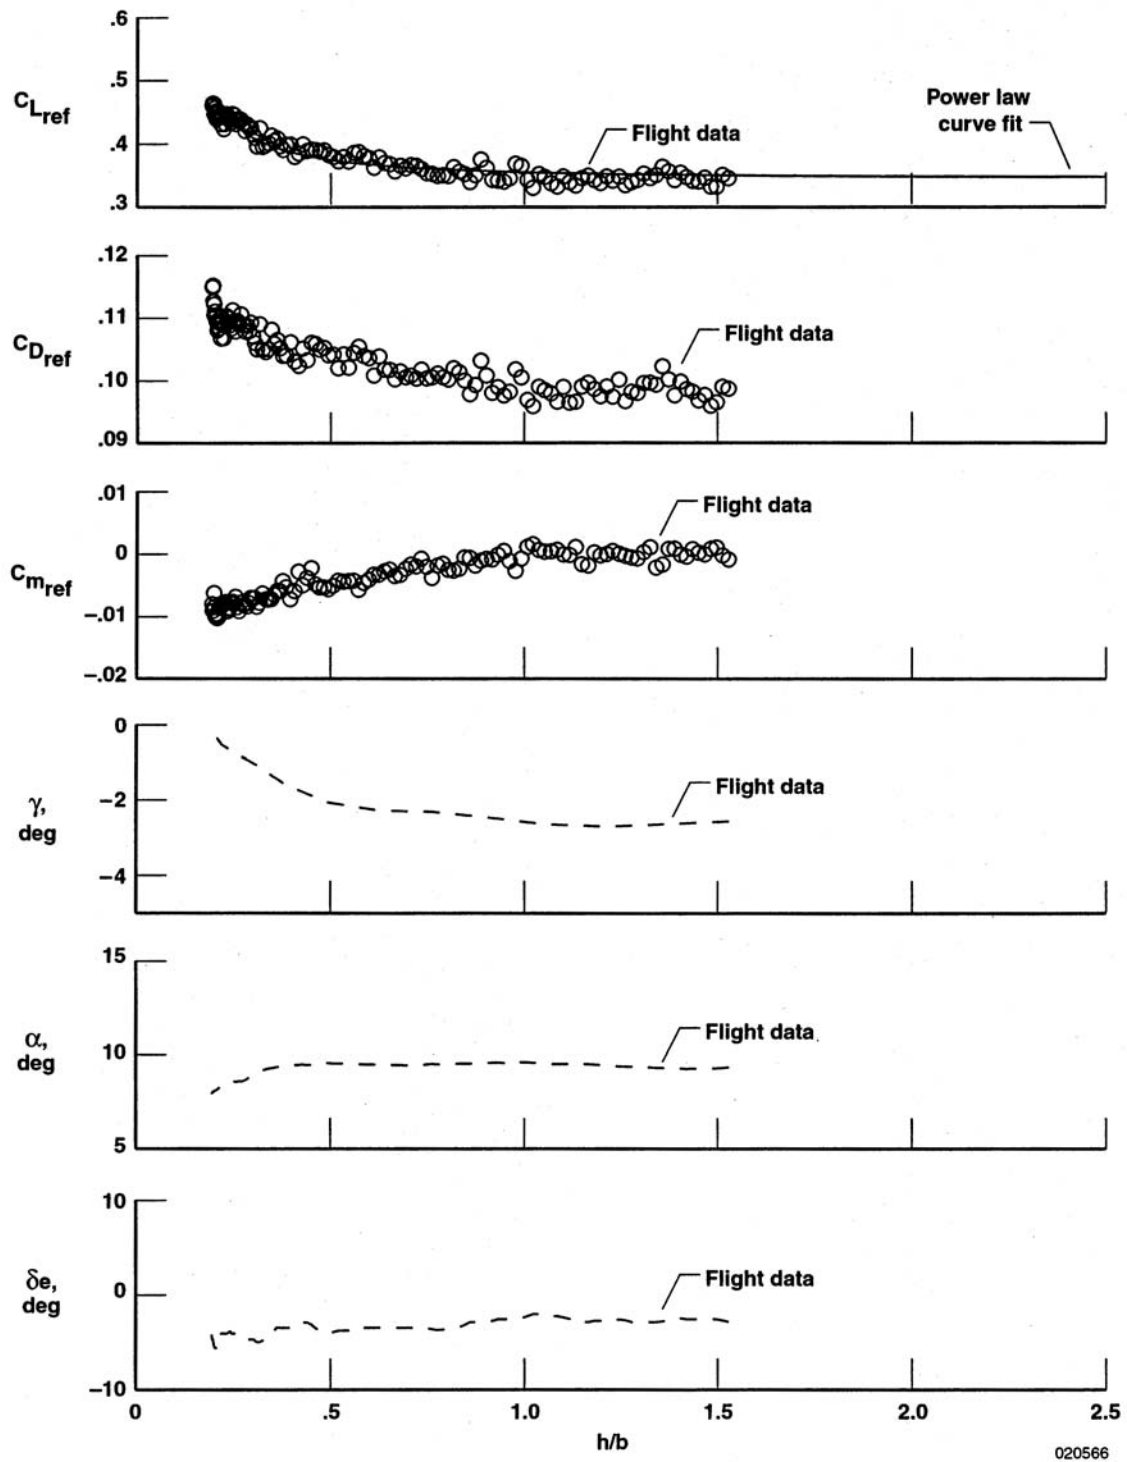 .6
.5
C_Lref
.4
.3
Flight data
Power law
curve fit
.12
.11
C_Dref
.10
.09
Flight data
.01
0
C_mref
–.01
–.02
Flight data
0
γ,
deg
–2
–4
Flight data
15
α,
deg
10
5
Flight data
10
δe,
deg
0
–10
Flight data
0 .5 1.0 1.5 2.0 2.5
h/b
020566